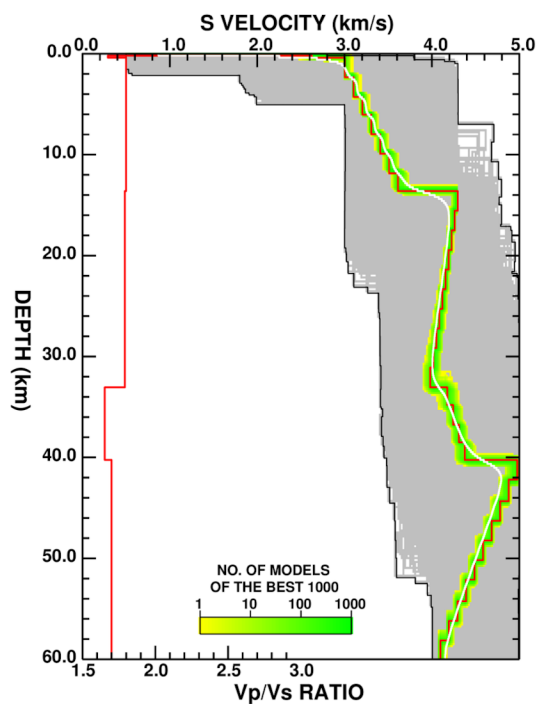 S VELOCITY (km/s)
0.0 1.0 2.0 3.0 4.0 5.0
0.0
10.0
20.0
30.0
40.0
50.0
60.0
DEPTH (km)
NO. OF MODELS
OF THE BEST 1000
1 10 100 1000
1.5 2.0 2.5 3.0
Vp/Vs RATIO